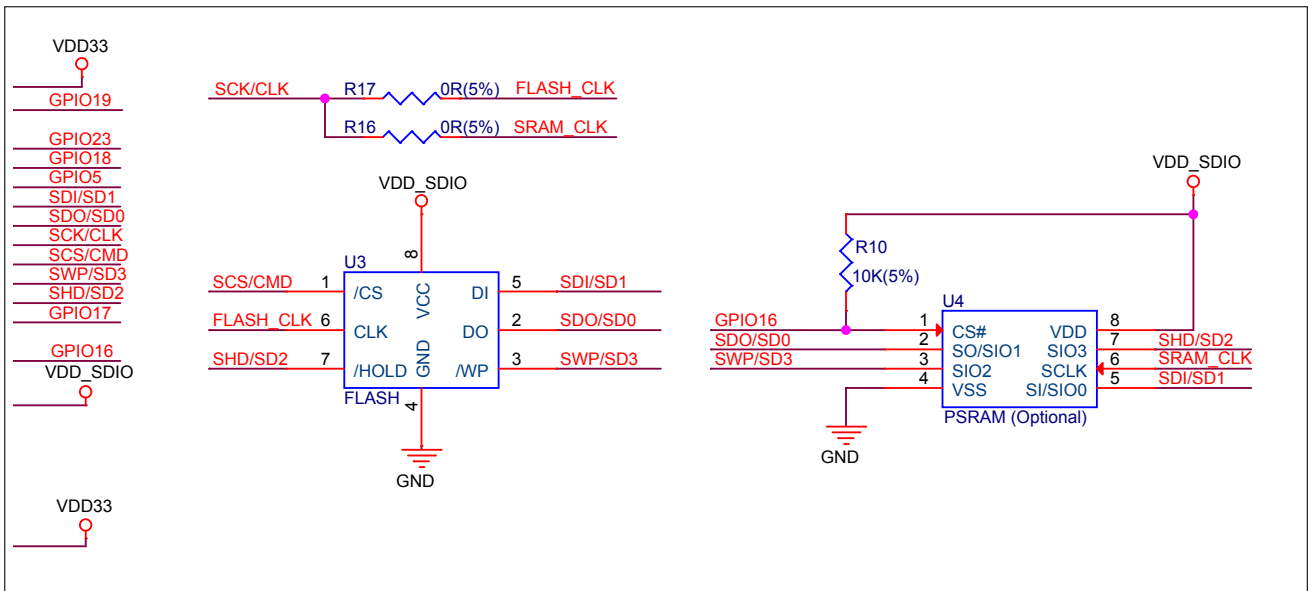 VDD33
GPIO19
GPIO23
GPIO18
GPIO5
SDI/SD1
SDO/SD0
SCK/CLK
SCS/CMD
SWP/SD3
SHD/SD2
GPIO17
GPIO16
VDD_SDIO
VDD33
SCK/CLK R17 0R(5%) FLASH_CLK
R16 0R(5%) SRAM_CLK
VDD_SDIO
8
U3
SCS/CMD 1 /CS VCC DI 5 SDI/SD1
FLASH_CLK 6 CLK DO 2 SDO/SD0
SHD/SD2 7 /HOLD GND /WP 3 SWP/SD3
FLASH 4
GND
VDD_SDIO
R10
10K(5%)
U4
GPIO16 1 CS# VDD 8
SDO/SD0 2 SO/SIO1 SIO3 7 SHD/SD2
SWP/SD3 3 SIO2 SCLK 6 SRAM_CLK
4 VSS SI/SIO0 5 SDI/SD1
PSRAM (Optional)
GND